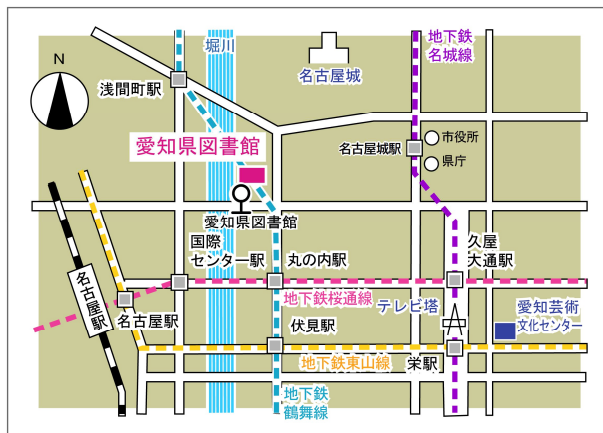 堀川
地下鉄
名城線
N
浅間町駅
名古屋城
愛知県図書館
市役所
名古屋城駅
県庁
愛知県図書館
国際
センター駅
丸の内駅
久屋
大通駅
名古屋駅
名古屋駅
地下鉄桜通線
テレビ塔
愛知芸術
文化センター
伏見駅
地下鉄東山線
栄駅
地下鉄
鶴舞線